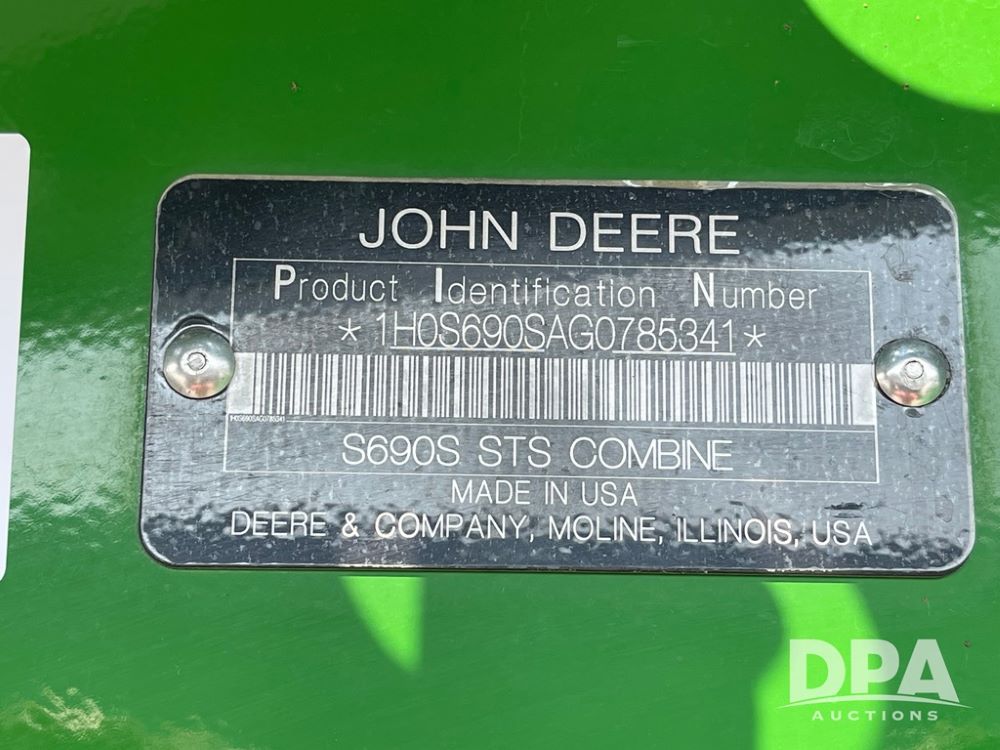 JOHN DEERE
Product Identification Number
*1H0S690SAG0785341*
1H0S690SAG0785341
S690S STS COMBINE
MADE IN USA
DEERE & COMPANY, MOLINE, ILLINOIS, USA
DPA
AUCTIONS